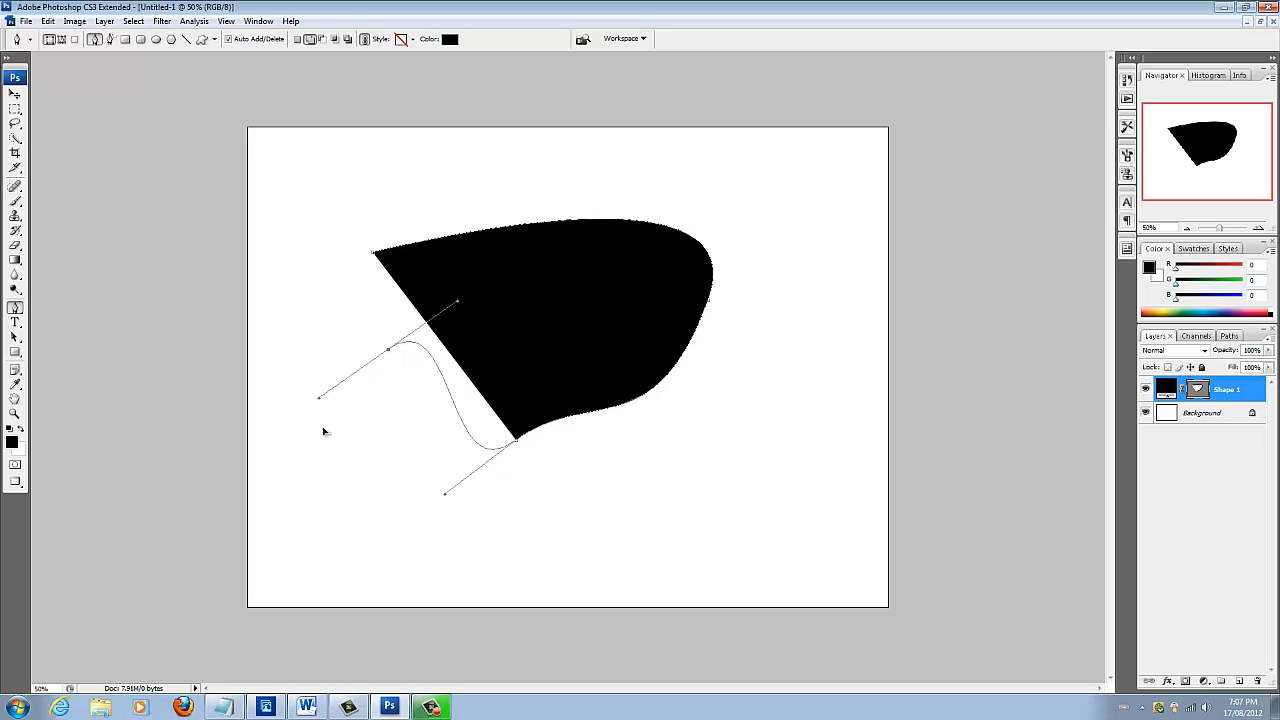 Adobe Photoshop CS3 Extended - [Untitled-1 @ 50% (RGB/8)]
File Edit Image Layer Select Filter Analysis View Window Help
Auto Add/Delete Style: Color: Workspace
Ps
Navigator Histogram Info
50%
Color Swatches Styles
R 0
G 0
B 0
Layers Channels Paths
Normal Opacity: 100%
Lock: Fill: 100%
Shape 1
Background
T
A
50% Doc: 7.91M/0 bytes
W Ps
7:07 PM
17/08/2012